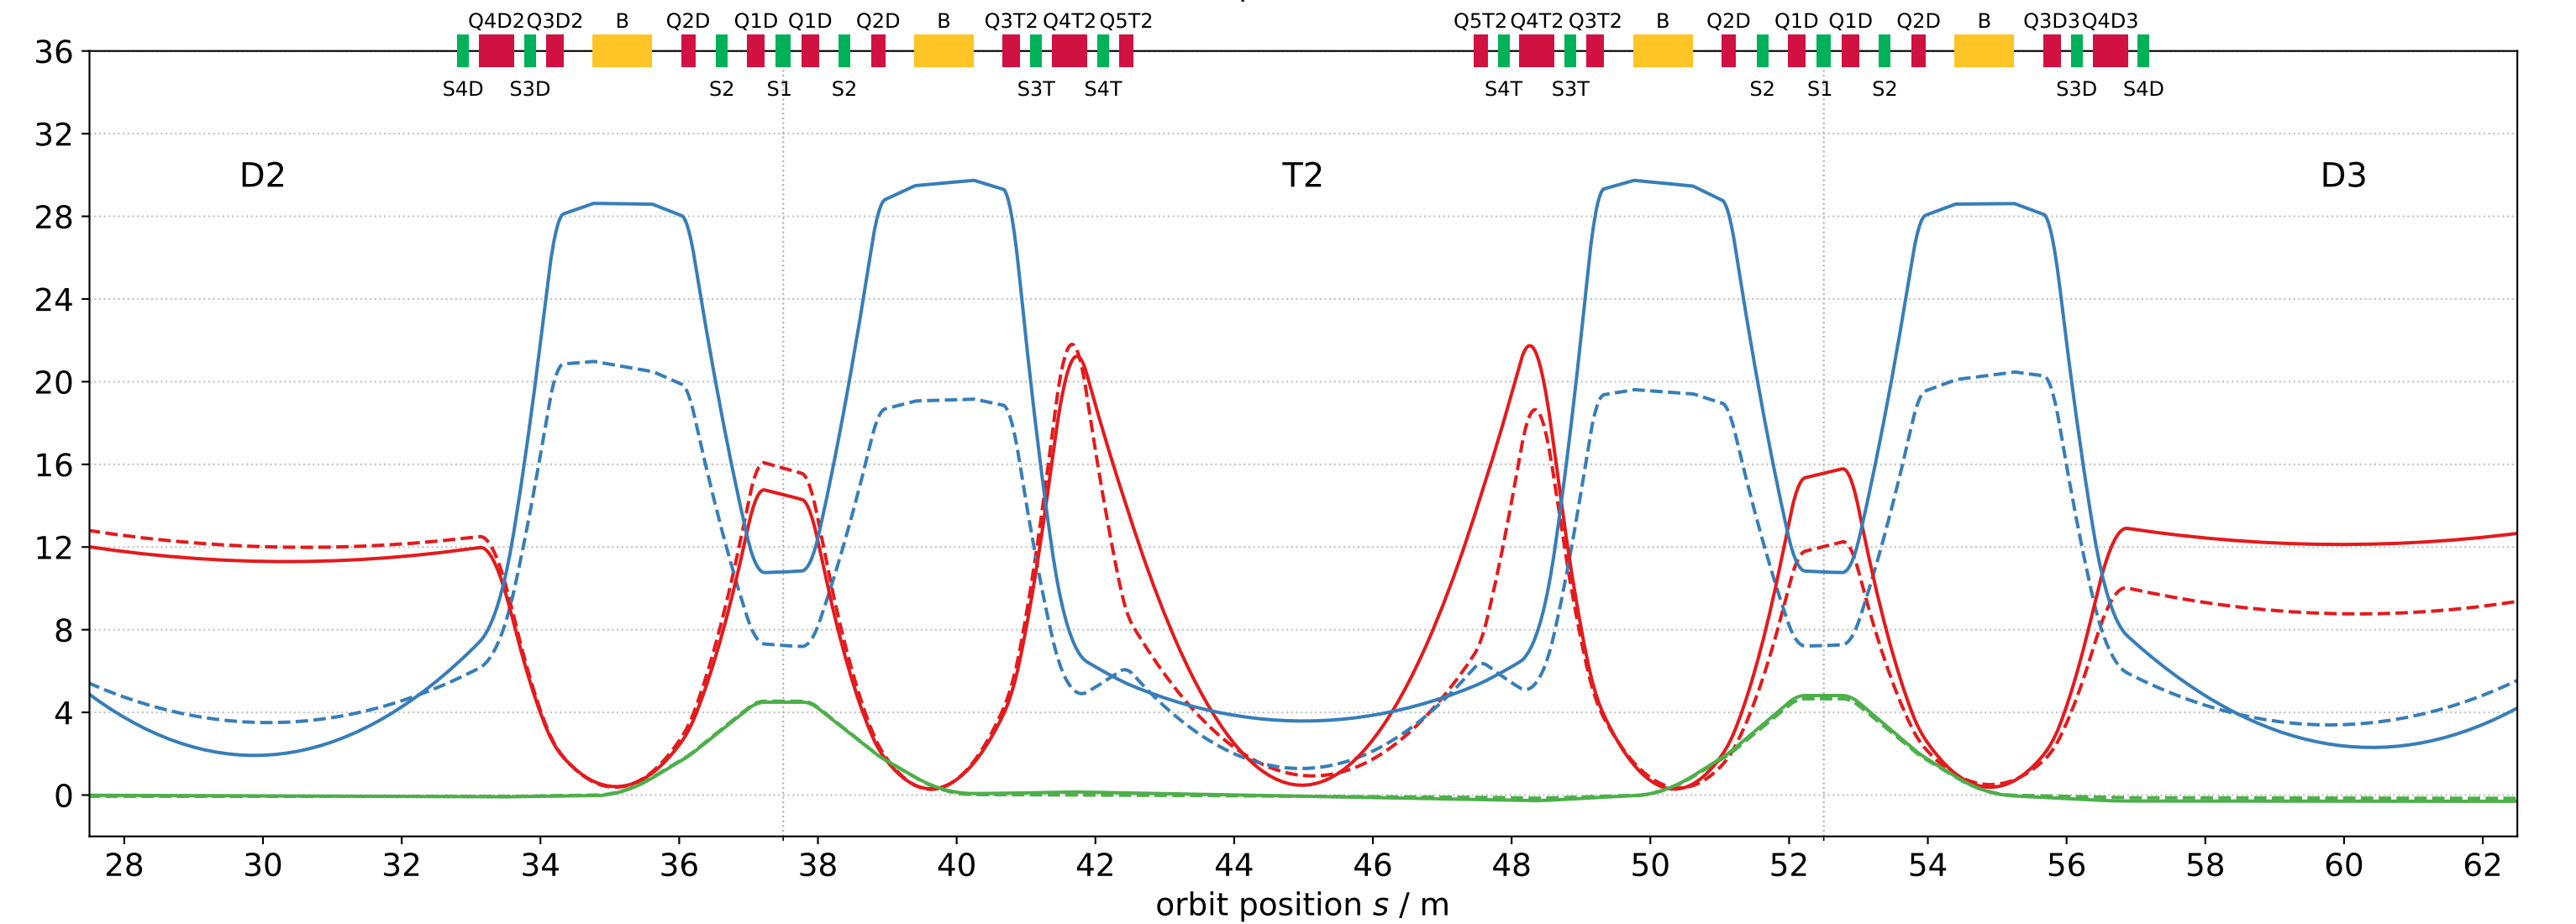 Q4D2 Q3D2 B Q2D Q1D Q1D Q2D B Q3T2 Q4T2 Q5T2 Q5T2 Q4T2 Q3T2 B Q2D Q1D Q1D Q2D B Q3D3 Q4D3
S4D S3D S2 S1 S2 S3T S4T S4T S3T S2 S1 S2 S3D S4D
36
32
D2 T2 D3
28
24
20
16
12
8
4
0
28 30 32 34 36 38 40 42 44 46 48 50 52 54 56 58 60 62
orbit position s / m